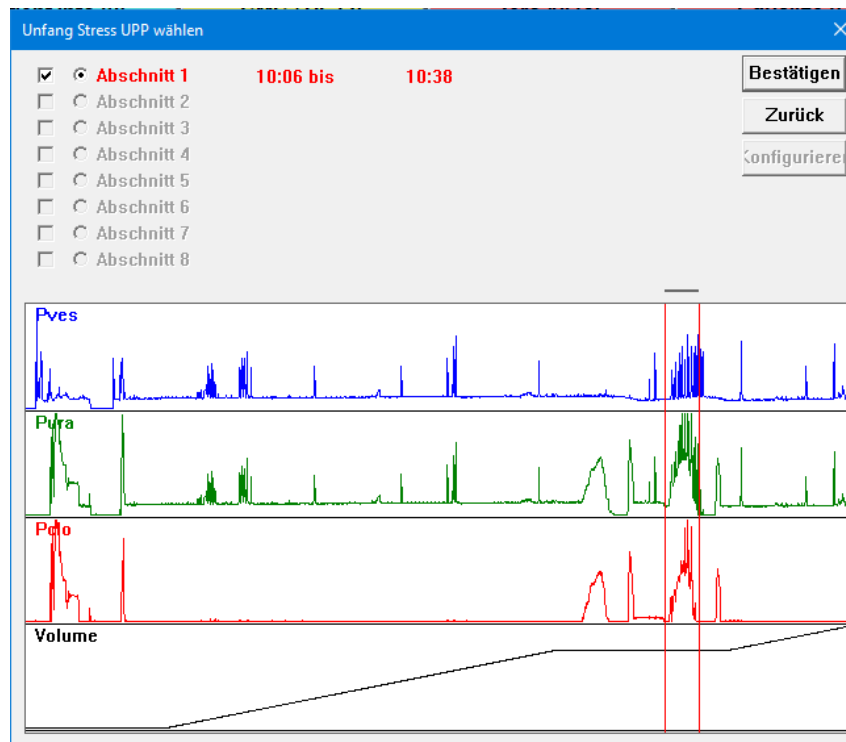 Unfang Stress UPP wählen
Abschnitt 1 10:06 bis 10:38
Abschnitt 2
Abschnitt 3
Abschnitt 4
Abschnitt 5
Abschnitt 6
Abschnitt 7
Abschnitt 8
Bestätigen
Zurück
Konfigurieren
Pves
Pura
Pclo
Volume